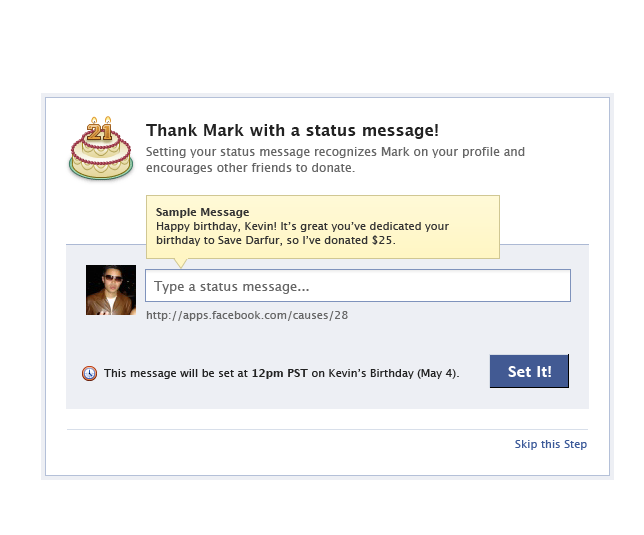 21
Thank Mark with a status message!
Setting your status message recognizes Mark on your profile and
encourages other friends to donate.
Sample Message
Happy birthday, Kevin! It's great you've dedicated your
birthday to Save Darfur, so I've donated $25.
Type a status message...
http://apps.facebook.com/causes/28
This message will be set at 12pm PST on Kevin's Birthday (May 4).
Set It!
Skip this Step